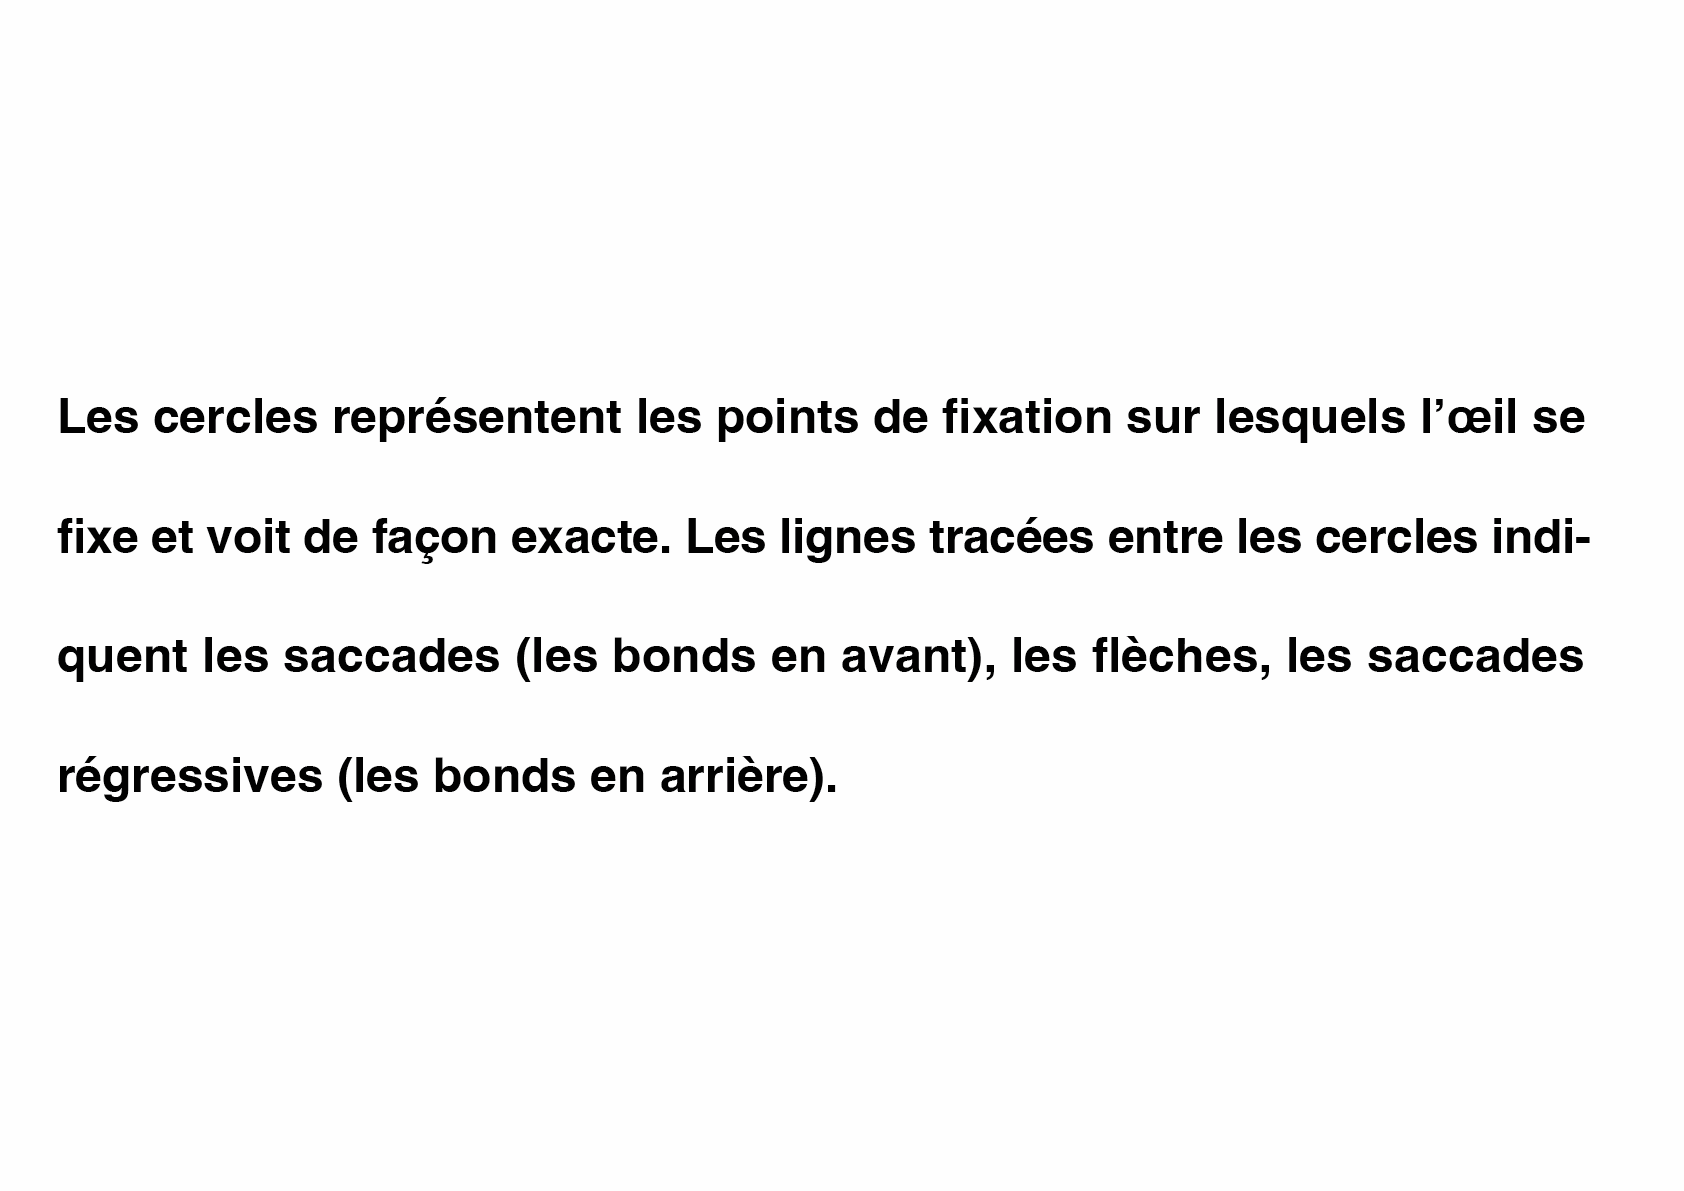 Les cercles représentent les points de fixation sur lesquels l’œil se
fixe et voit de façon exacte. Les lignes tracées entre les cercles indi-
quent les saccades (les bonds en avant), les flèches, les saccades
régressives (les bonds en arrière).